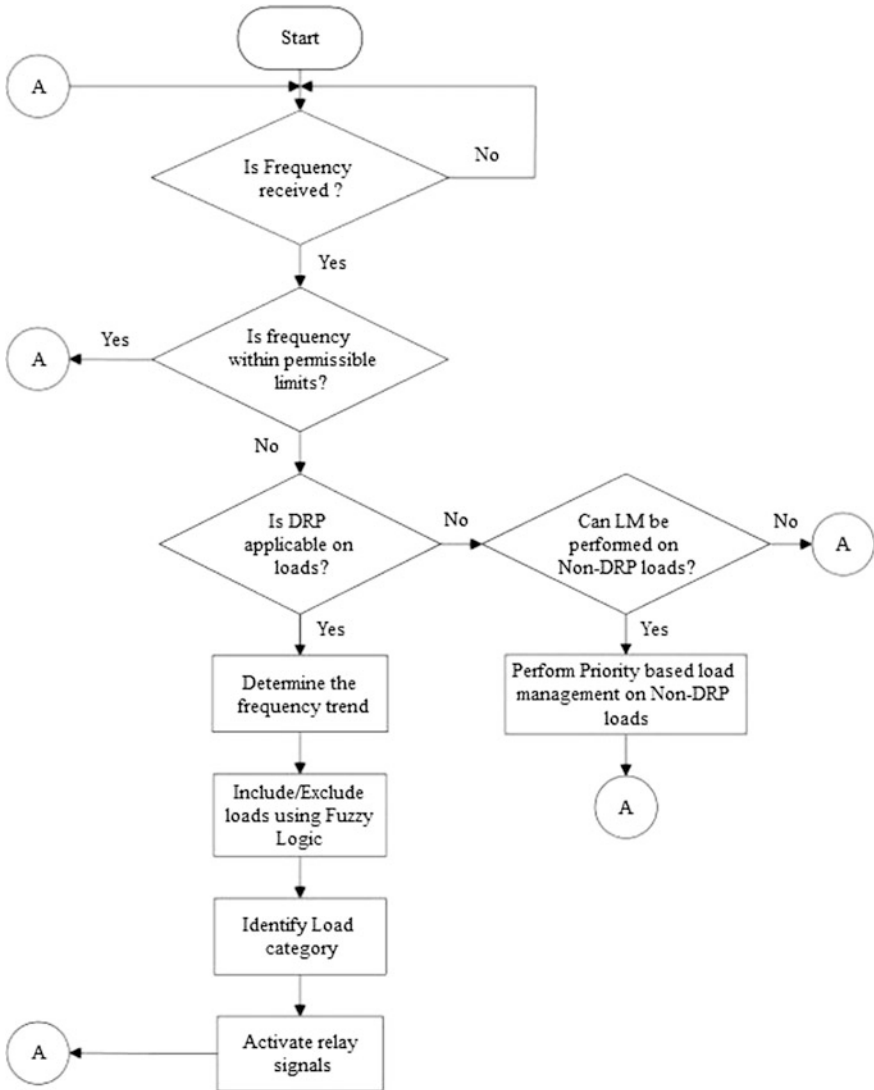 Start
A
Is Frequency
received ?
No
Yes
A
Yes
Is frequency
within permissible
limits?
No
Is DRP
applicable on
loads?
No
Can LM be
performed on
Non-DRP loads?
No
A
Yes
Yes
Determine the
frequency trend
Perform Priority based load
management on Non-DRP
loads
Include/Exclude
loads using Fuzzy
Logic
A
Identify Load
category
A
Activate relay
signals